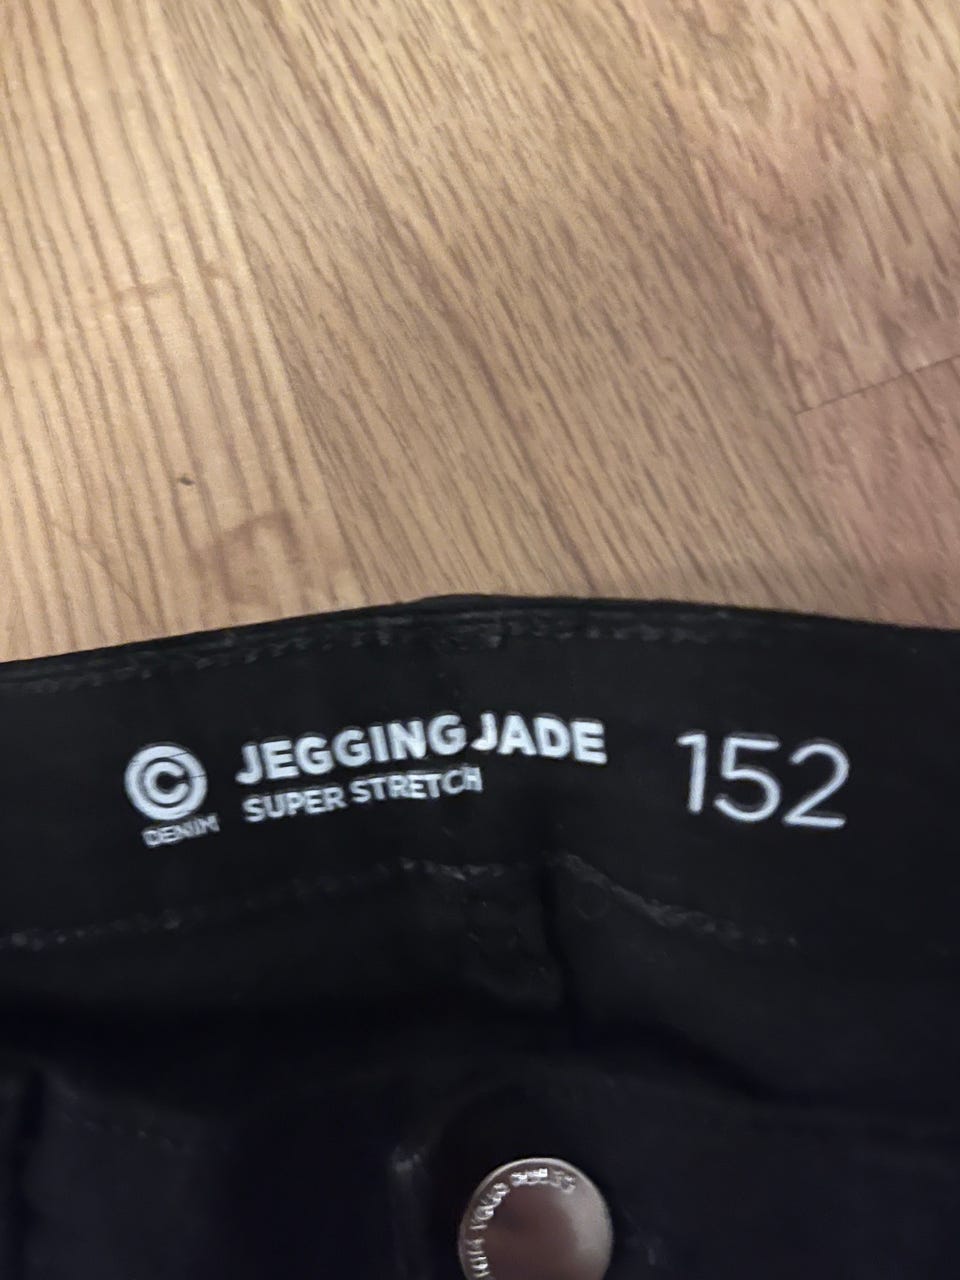 C
DENIM
JEGGING JADE
SUPER STRETCH
152